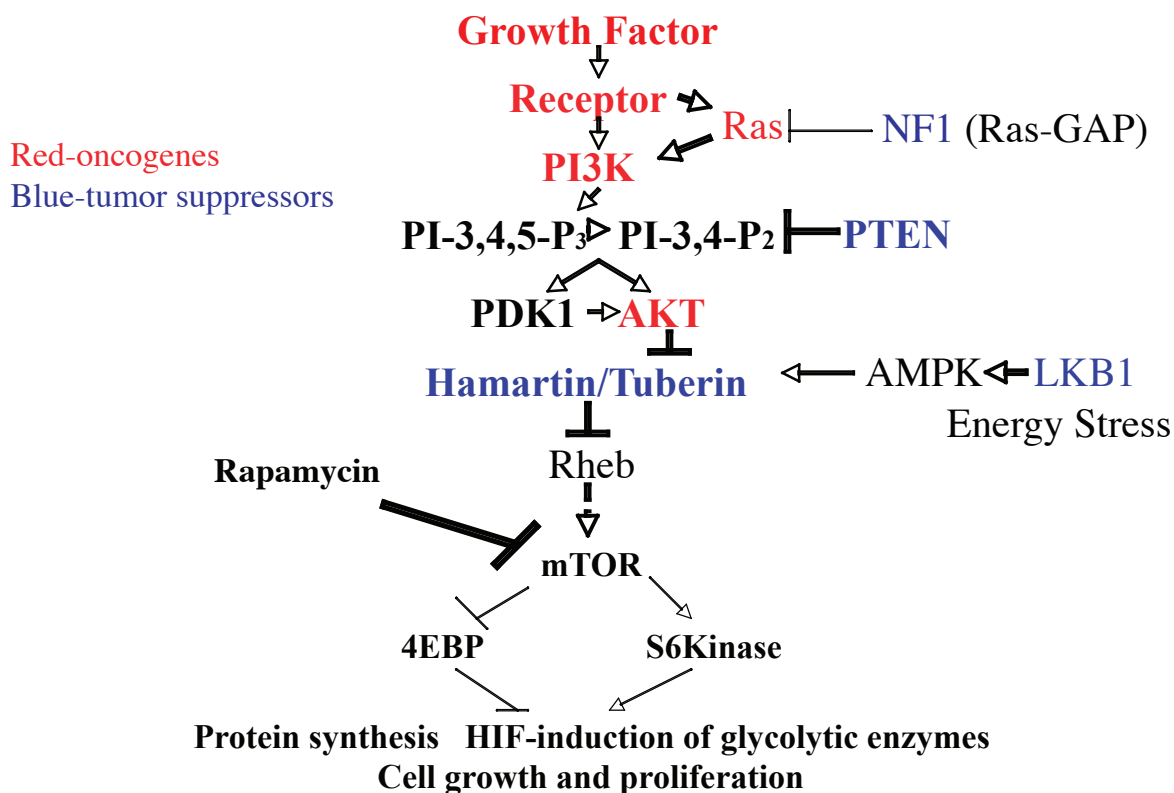 Growth Factor
Receptor
Ras
NF1 (Ras-GAP)
Red-oncogenes
Blue-tumor suppressors
PI3K
PI-3,4,5-P3
PI-3,4-P2
PTEN
PDK1
AKT
Hamartin/Tuberin
AMPK
LKB1
Energy Stress
Rheb
Rapamycin
mTOR
4EBP
S6Kinase
Protein synthesis HIF-induction of glycolytic enzymes
Cell growth and proliferation